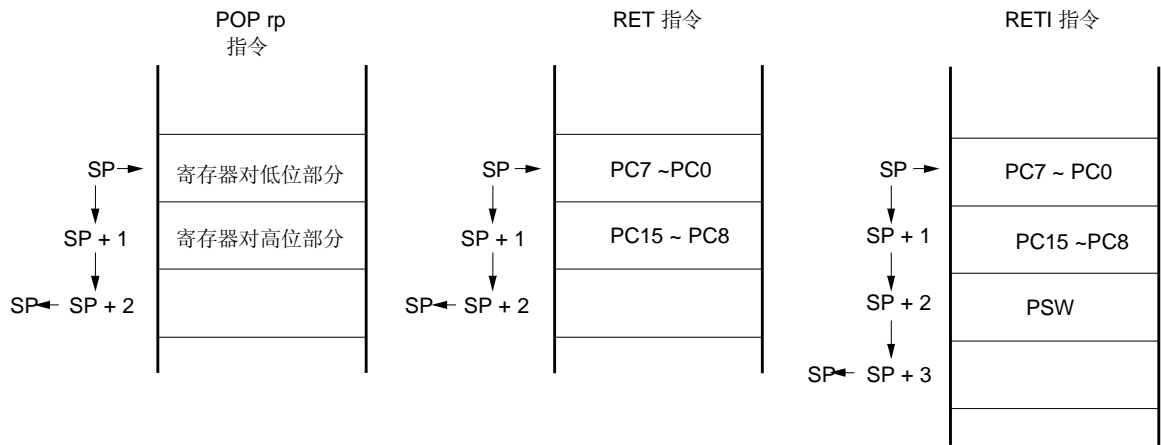 POP rp
指令
SP
寄存器对低位部分
SP + 1
寄存器对高位部分
SP
SP + 2
RET 指令
SP
PC7 ~PC0
SP + 1
PC15 ~ PC8
SP
SP + 2
RETI 指令
SP
PC7 ~ PC0
SP + 1
PC15 ~PC8
SP + 2
PSW
SP
SP + 3